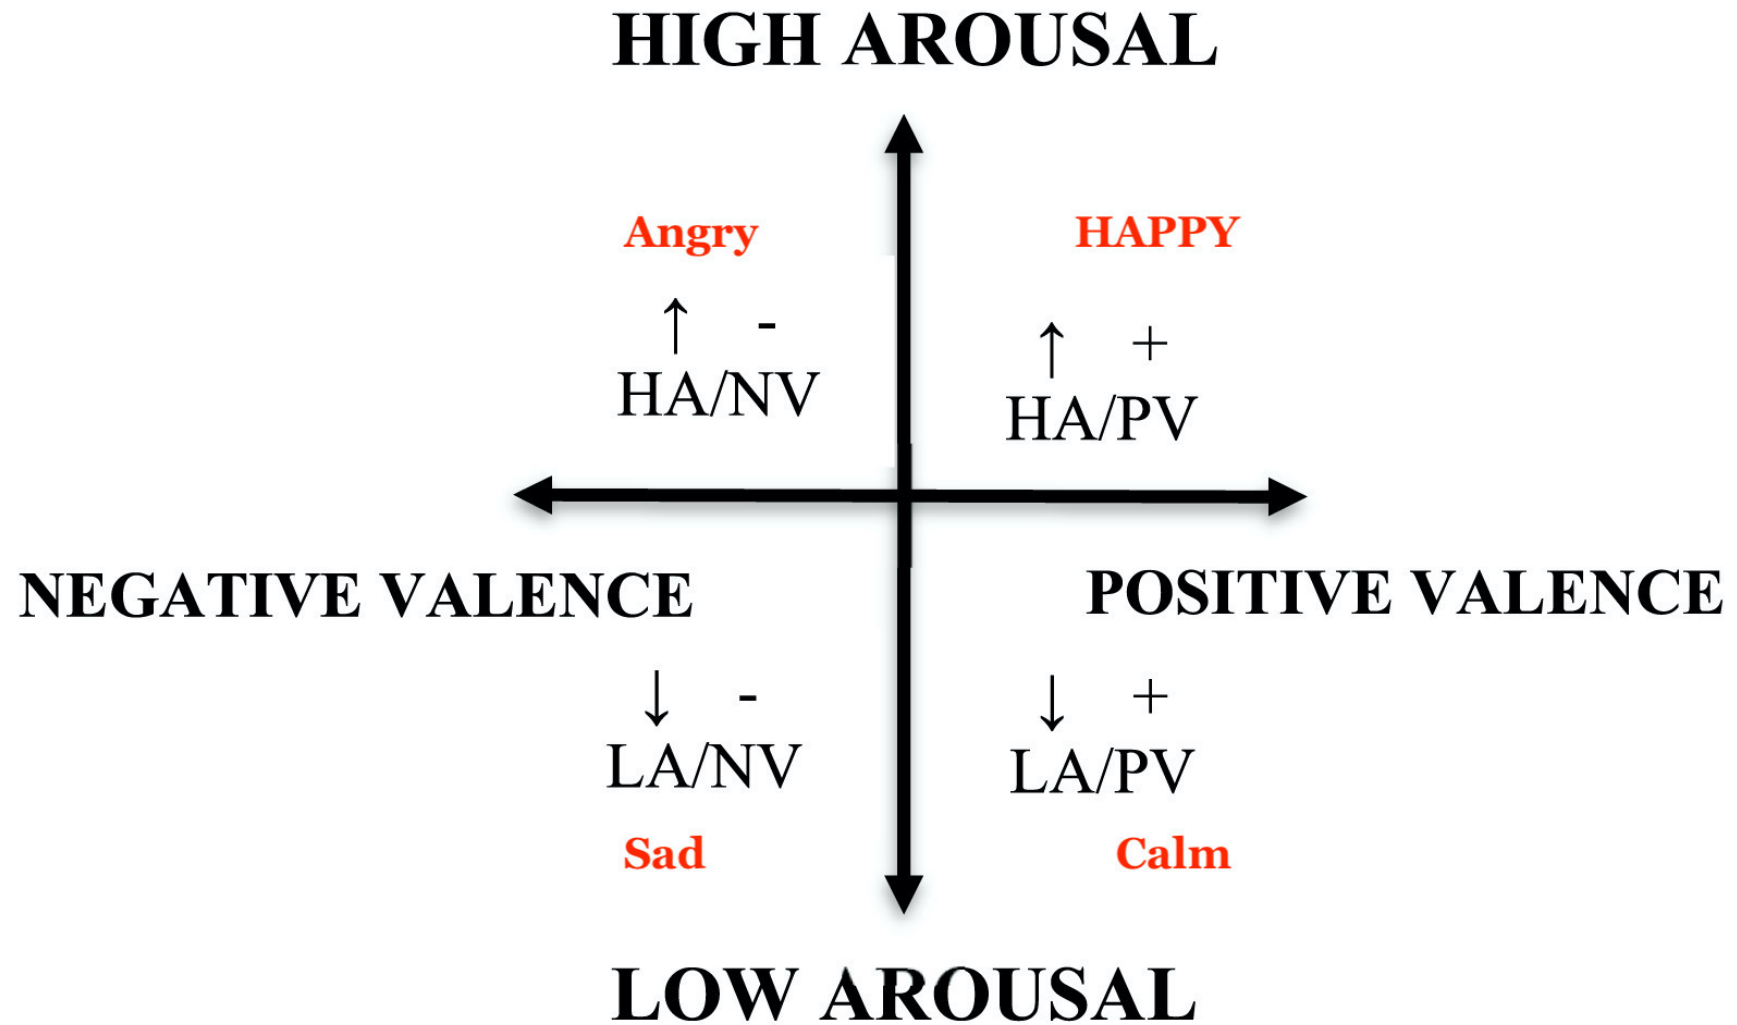 HIGH AROUSAL
Angry
HAPPY
↑ -
HA/NV
↑ +
HA/PV
NEGATIVE VALENCE
POSITIVE VALENCE
↓ -
LA/NV
↓ +
LA/PV
Sad
Calm
LOW AROUSAL